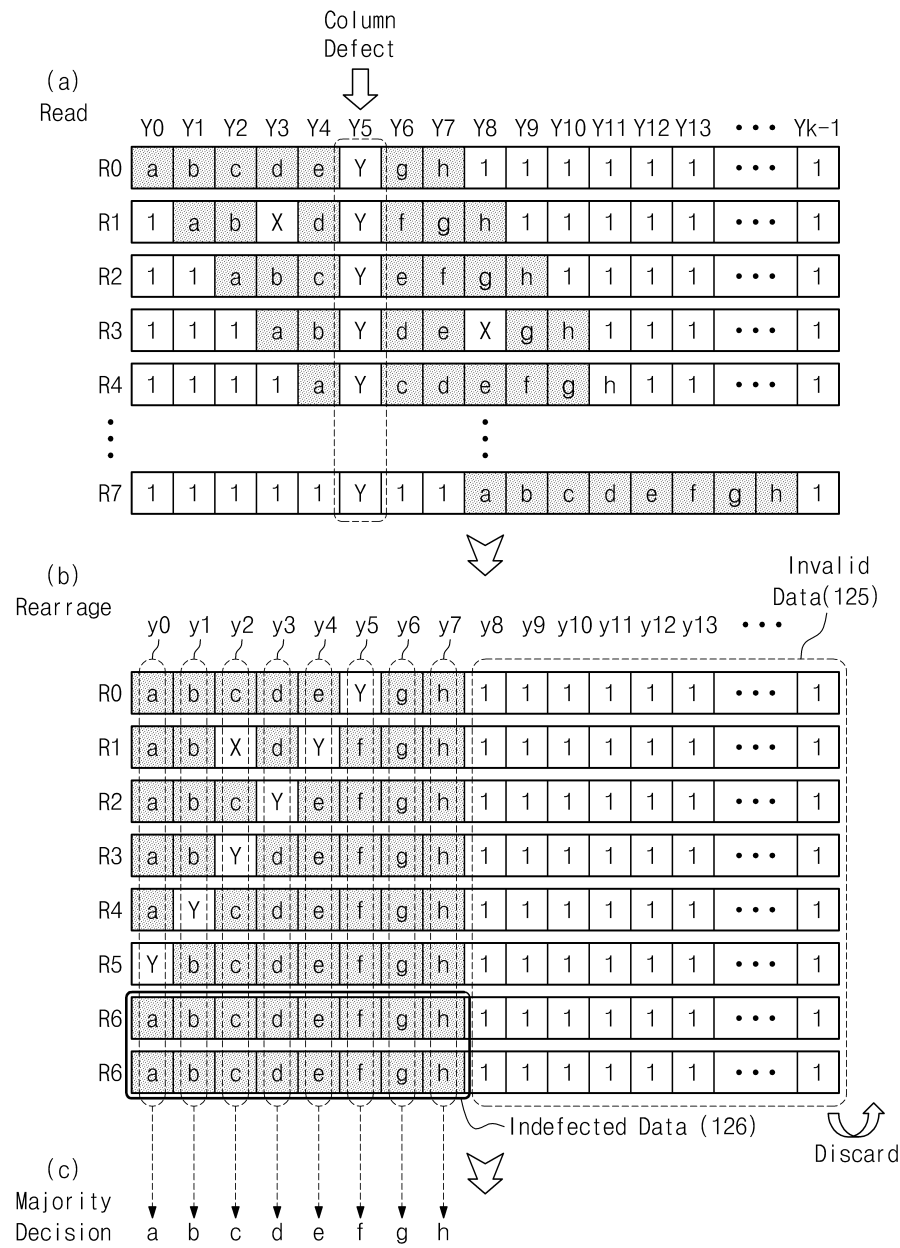 Column
Defect
(a)
Read
Y0 Y1 Y2 Y3 Y4 Y5 Y6 Y7 Y8 Y9 Y10 Y11 Y12 Y13 • • • Yk-1
R0 a b c d e Y g h 1 1 1 1 1 1 • • • 1
R1 1 a b X d Y f g h 1 1 1 1 1 • • • 1
R2 1 1 a b c Y e f g h 1 1 1 1 • • • 1
R3 1 1 1 a b Y d e X g h 1 1 1 • • • 1
R4 1 1 1 1 a Y c d e f g h 1 1 • • • 1
R7 1 1 1 1 1 Y 1 1 a b c d e f g h 1
(b)
Rearrage
Invalid
Data(125)
y0 y1 y2 y3 y4 y5 y6 y7 y8 y9 y10 y11 y12 y13 • • •
R0 a b c d e Y g h 1 1 1 1 1 1 • • • 1
R1 a b X d Y f g h 1 1 1 1 1 1 • • • 1
R2 a b c Y e f g h 1 1 1 1 1 1 • • • 1
R3 a b Y d e f g h 1 1 1 1 1 1 • • • 1
R4 a Y c d e f g h 1 1 1 1 1 1 • • • 1
R5 Y b c d e f g h 1 1 1 1 1 1 • • • 1
R6 a b c d e f g h 1 1 1 1 1 1 • • • 1
R6 a b c d e f g h 1 1 1 1 1 1 • • • 1
Indefected Data (126)
Discard
(c)
Majority
Decision a b c d e f g h